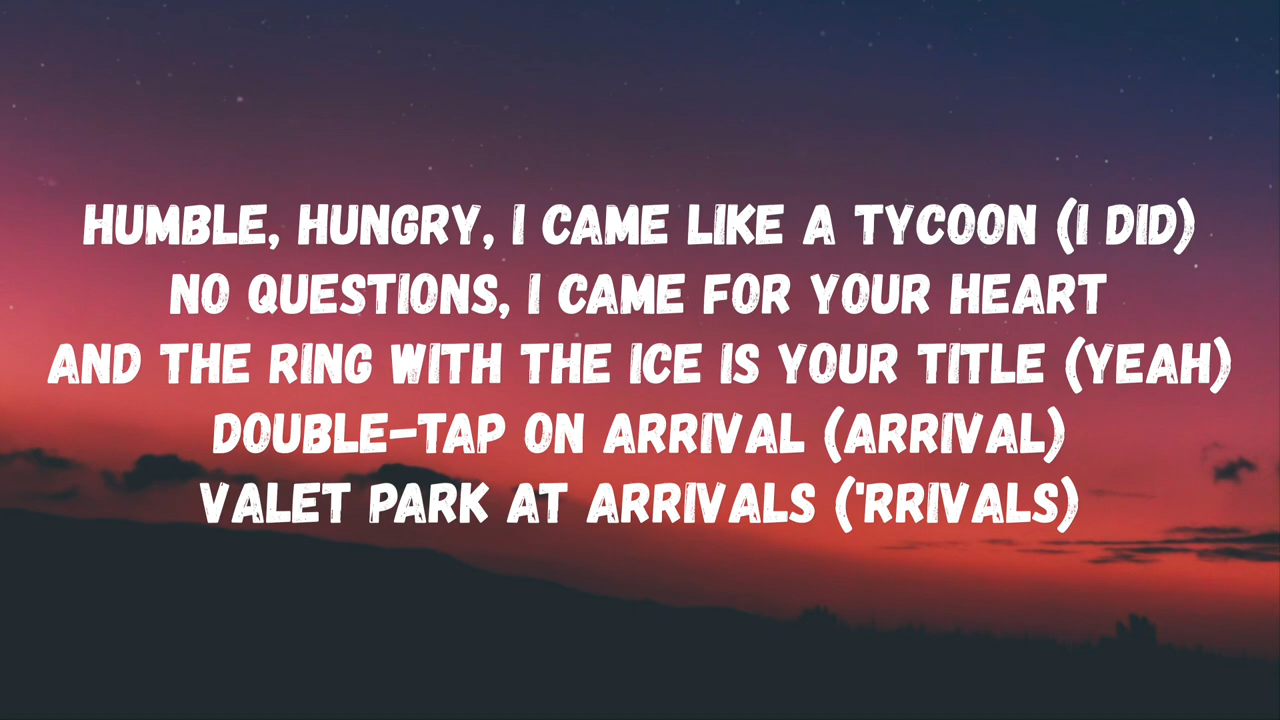 HUMBLE, HUNGRY, I CAME LIKE A TYCOON (I DID)
NO QUESTIONS, I CAME FOR YOUR HEART
AND THE RING WITH THE ICE IS YOUR TITLE (YEAH)
DOUBLE-TAP ON ARRIVAL (ARRIVAL)
VALET PARK AT ARRIVALS ('RRIVALS)